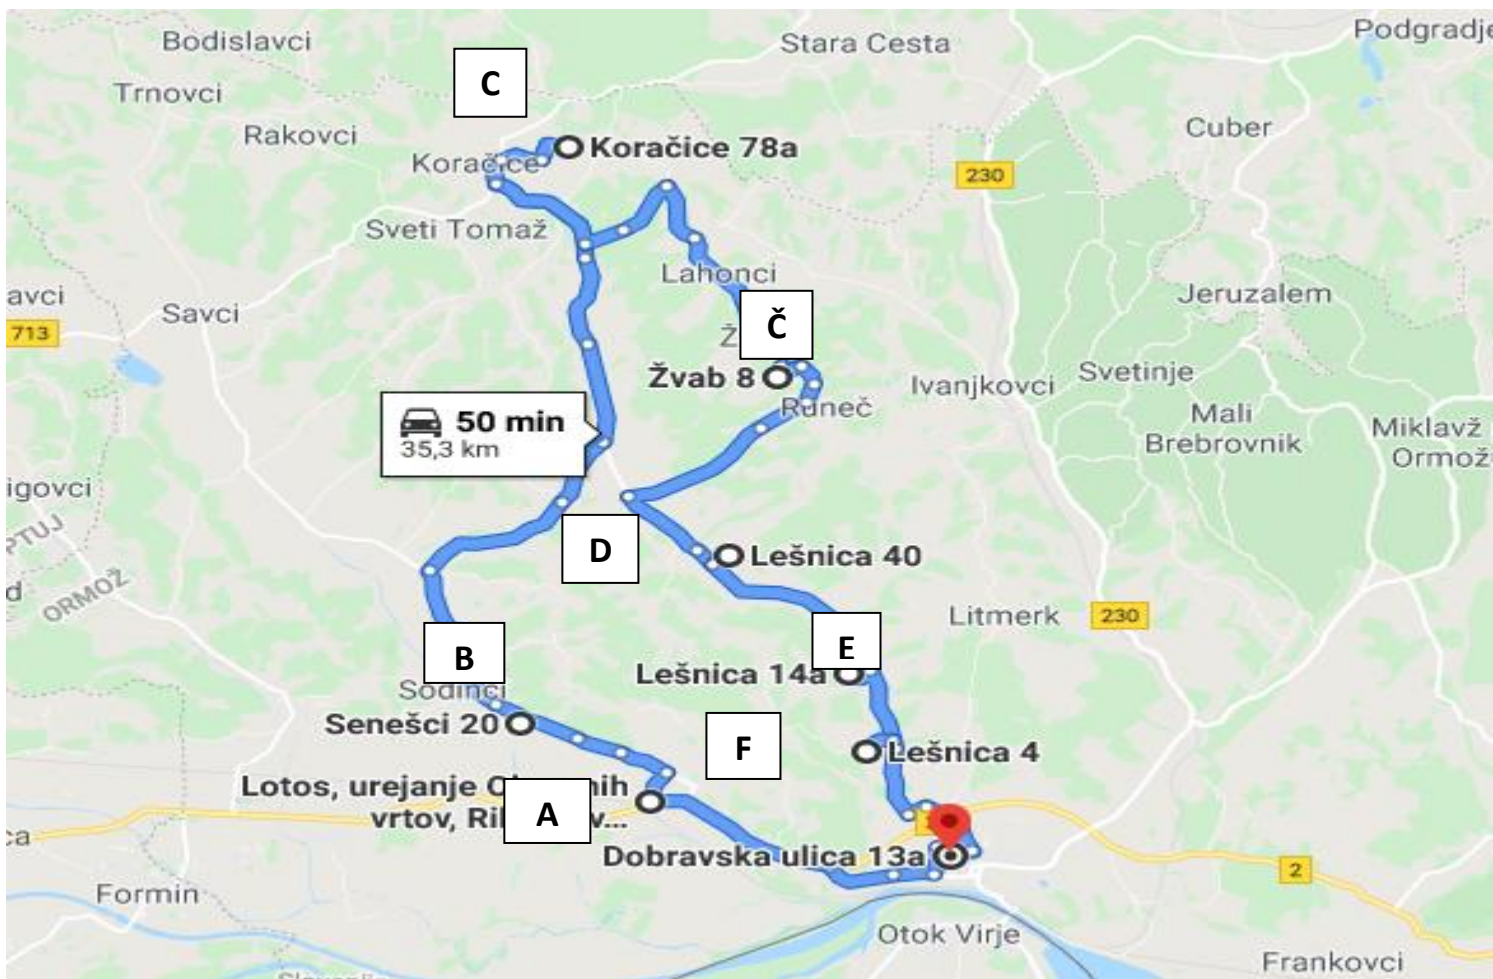 Bodislavci
Stara Cesta
Podgradje
C
Trnovci
Rakovci
Cuber
Koračice 78a
Koračice
230
Sveti Tomaž
Lahonci
avci
Savci
Jeruzalem
713
Č
Ž
Žvab 8
Ivanjkovci
Svetinje
Runeč
50 min
35,3 km
Mali
Brebrovnik
Miklavž
Ormož
igovci
PTUJ
ORMOŽ
D
Lešnica 40
d
Litmerk
230
B
E
Lešnica 14a
Sodinci
Senešci 20
F
Lešnica 4
Lotos, urejanje
nih
A
vrtov,
v...
Dobravska ulica 13a
ca
2
Formin
Otok Virje
Frankovci